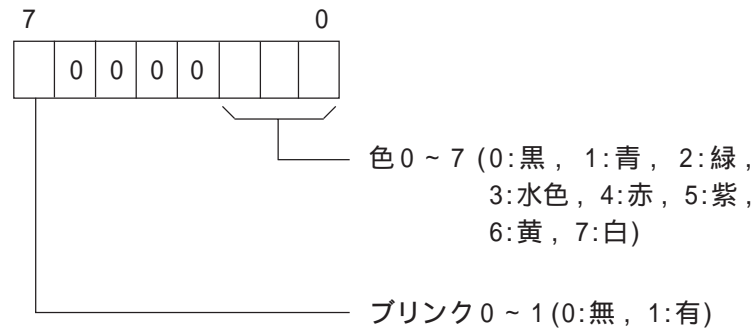 7 0
0 0 0 0
色0 ~ 7 (0:黒, 1:青, 2:緑,
3:水色, 4:赤, 5:紫,
6:黄, 7:白)
ブリンク0 ~ 1(0:無, 1:有)